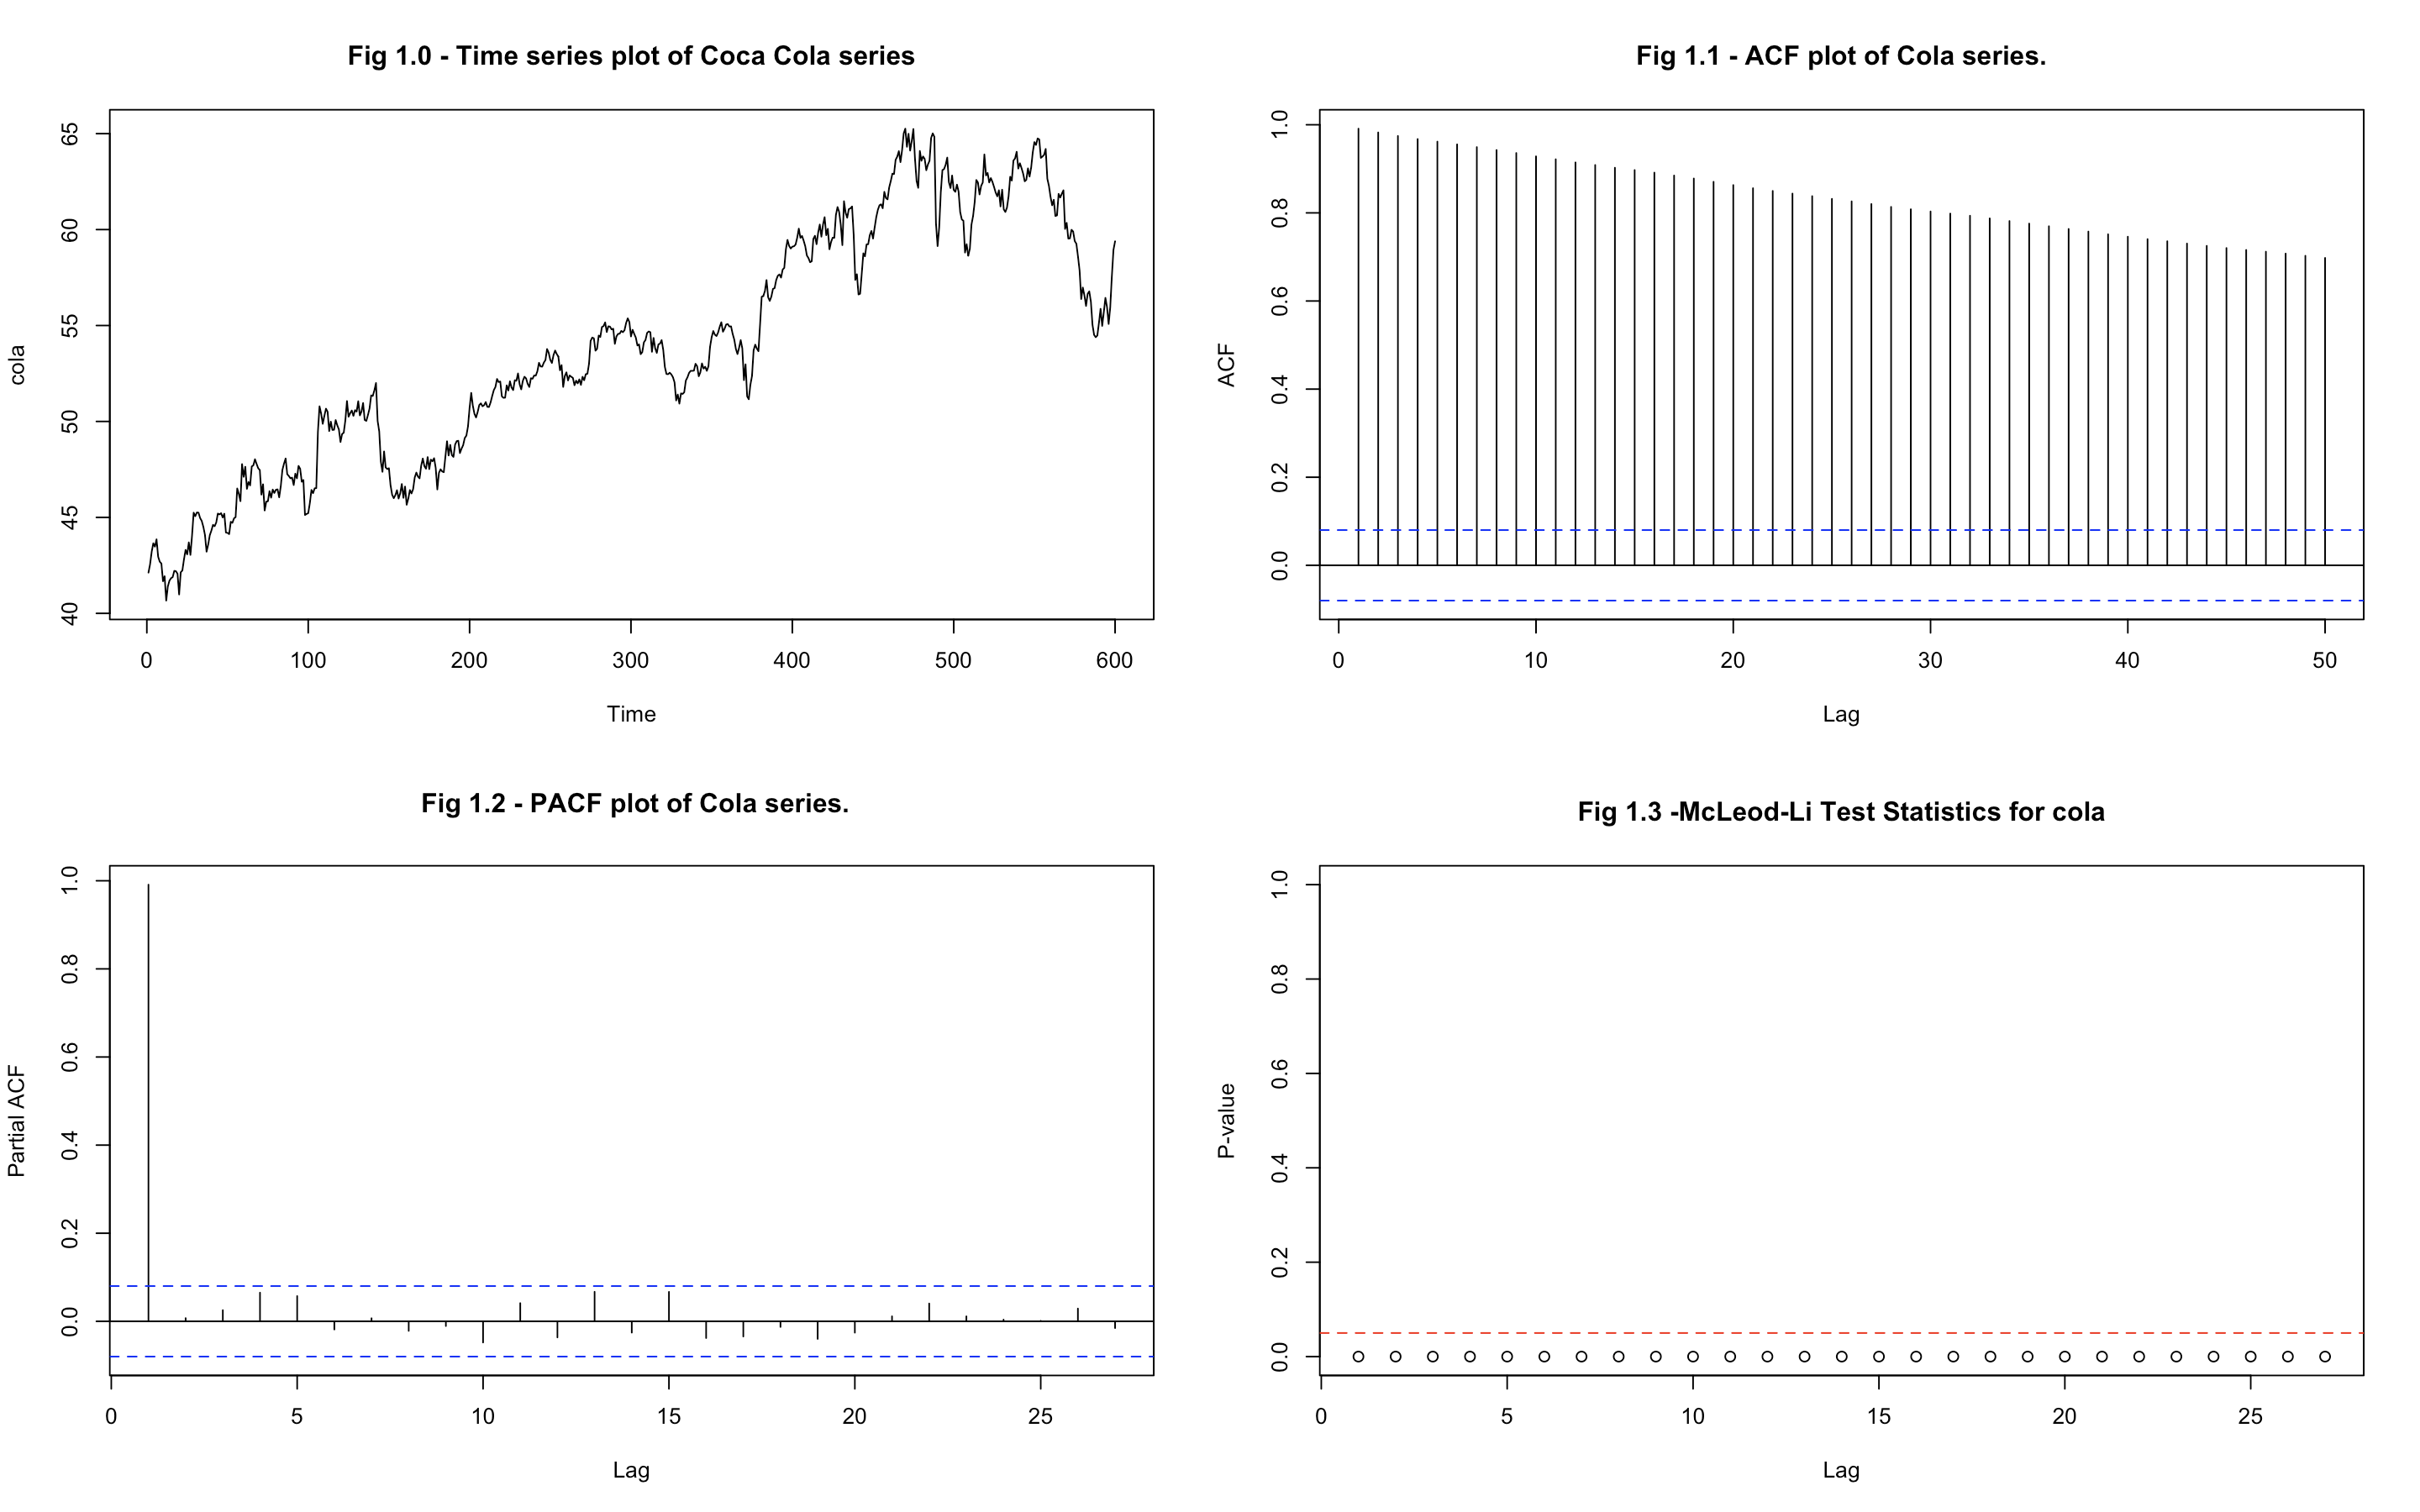 Fig 1.0 - Time series plot of Coca Cola series
cola
40 45 50 55 60 65
0 100 200 300 400 500 600
Time
Fig 1.1 - ACF plot of Cola series.
ACF
0.0 0.2 0.4 0.6 0.8 1.0
0 10 20 30 40 50
Lag
Fig 1.2 - PACF plot of Cola series.
Partial ACF
0.0 0.2 0.4 0.6 0.8 1.0
0 5 10 15 20 25
Lag
Fig 1.3 -McLeod-Li Test Statistics for cola
P-value
0.0 0.2 0.4 0.6 0.8 1.0
0 5 10 15 20 25
Lag